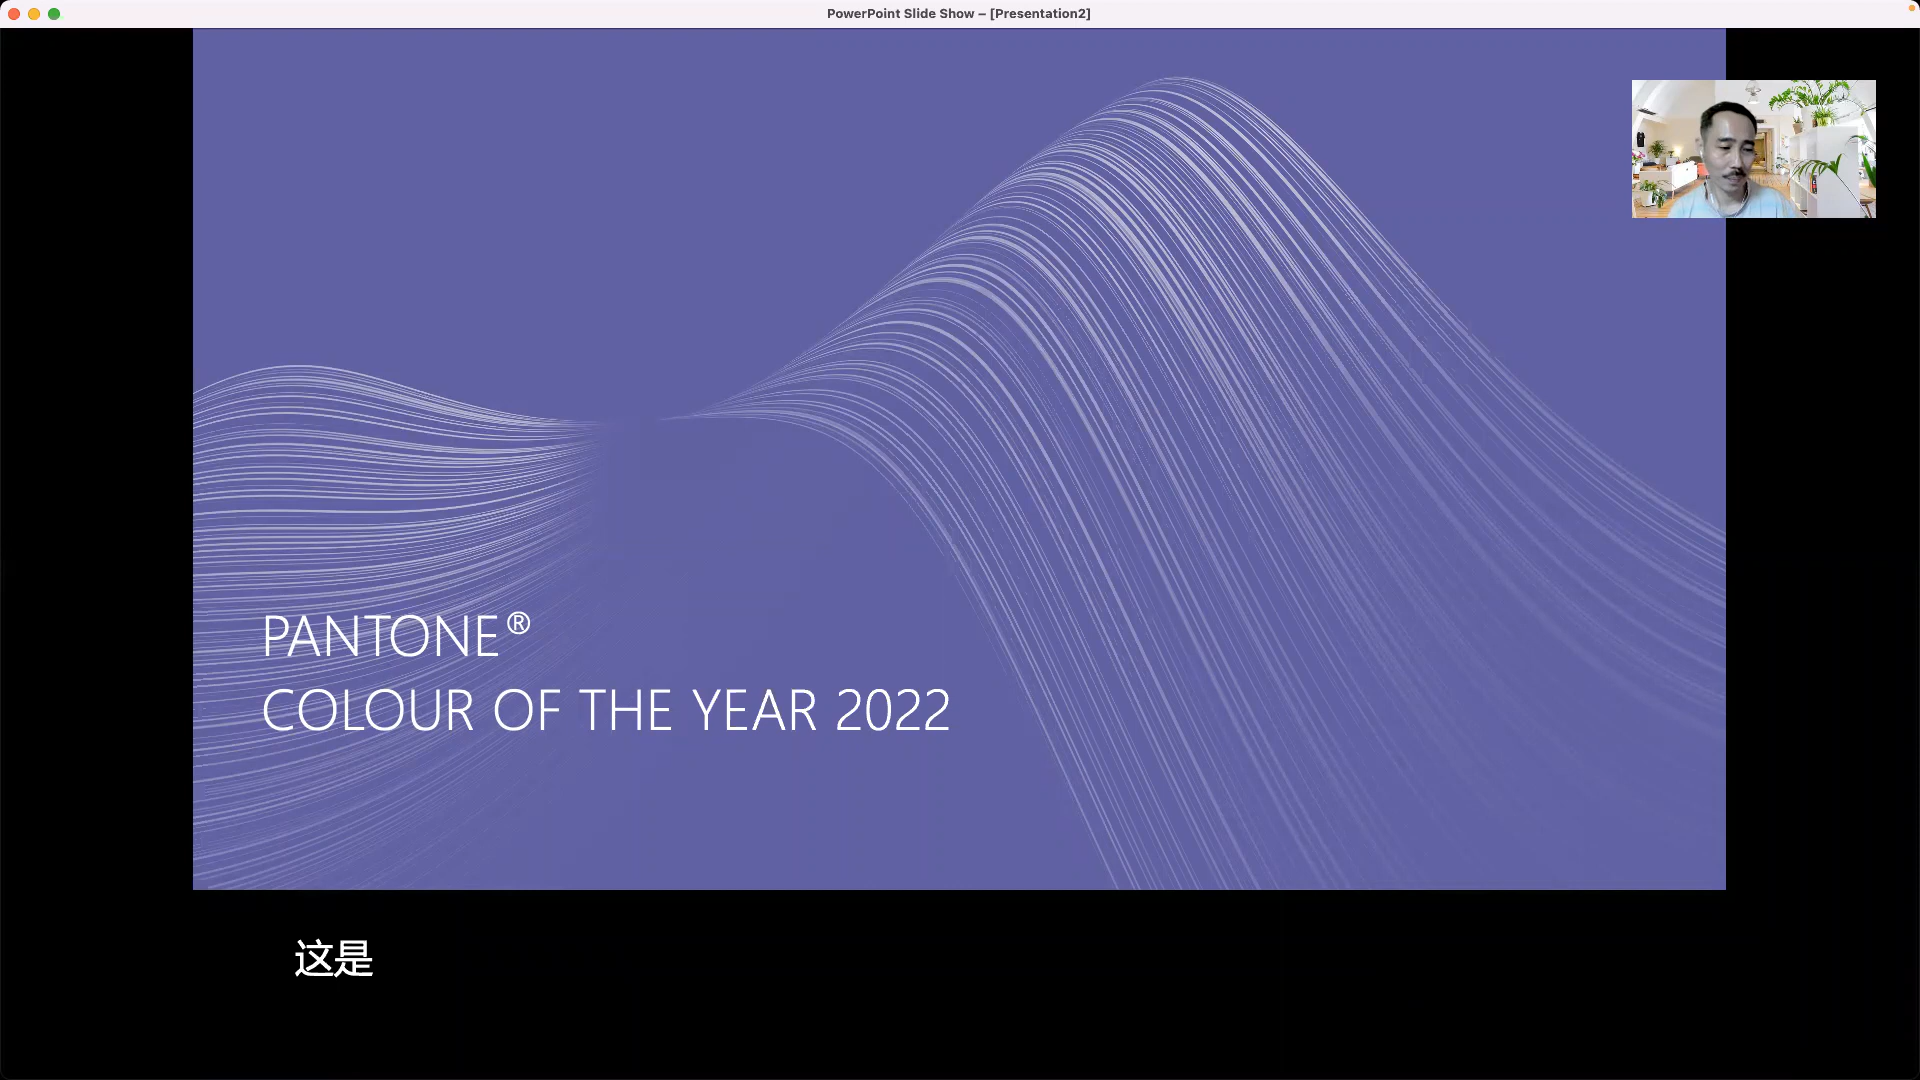 PowerPoint Slide Show – [Presentation2]
PANTONE®
COLOUR OF THE YEAR 2022
这是